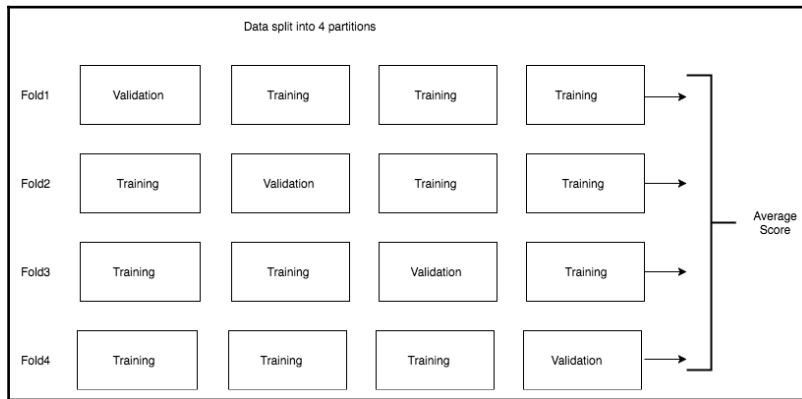 Data split into 4 partitions
Fold1 Validation Training Training Training
Fold2 Training Validation Training Training
Average
Score
Fold3 Training Training Validation Training
Fold4 Training Training Training Validation